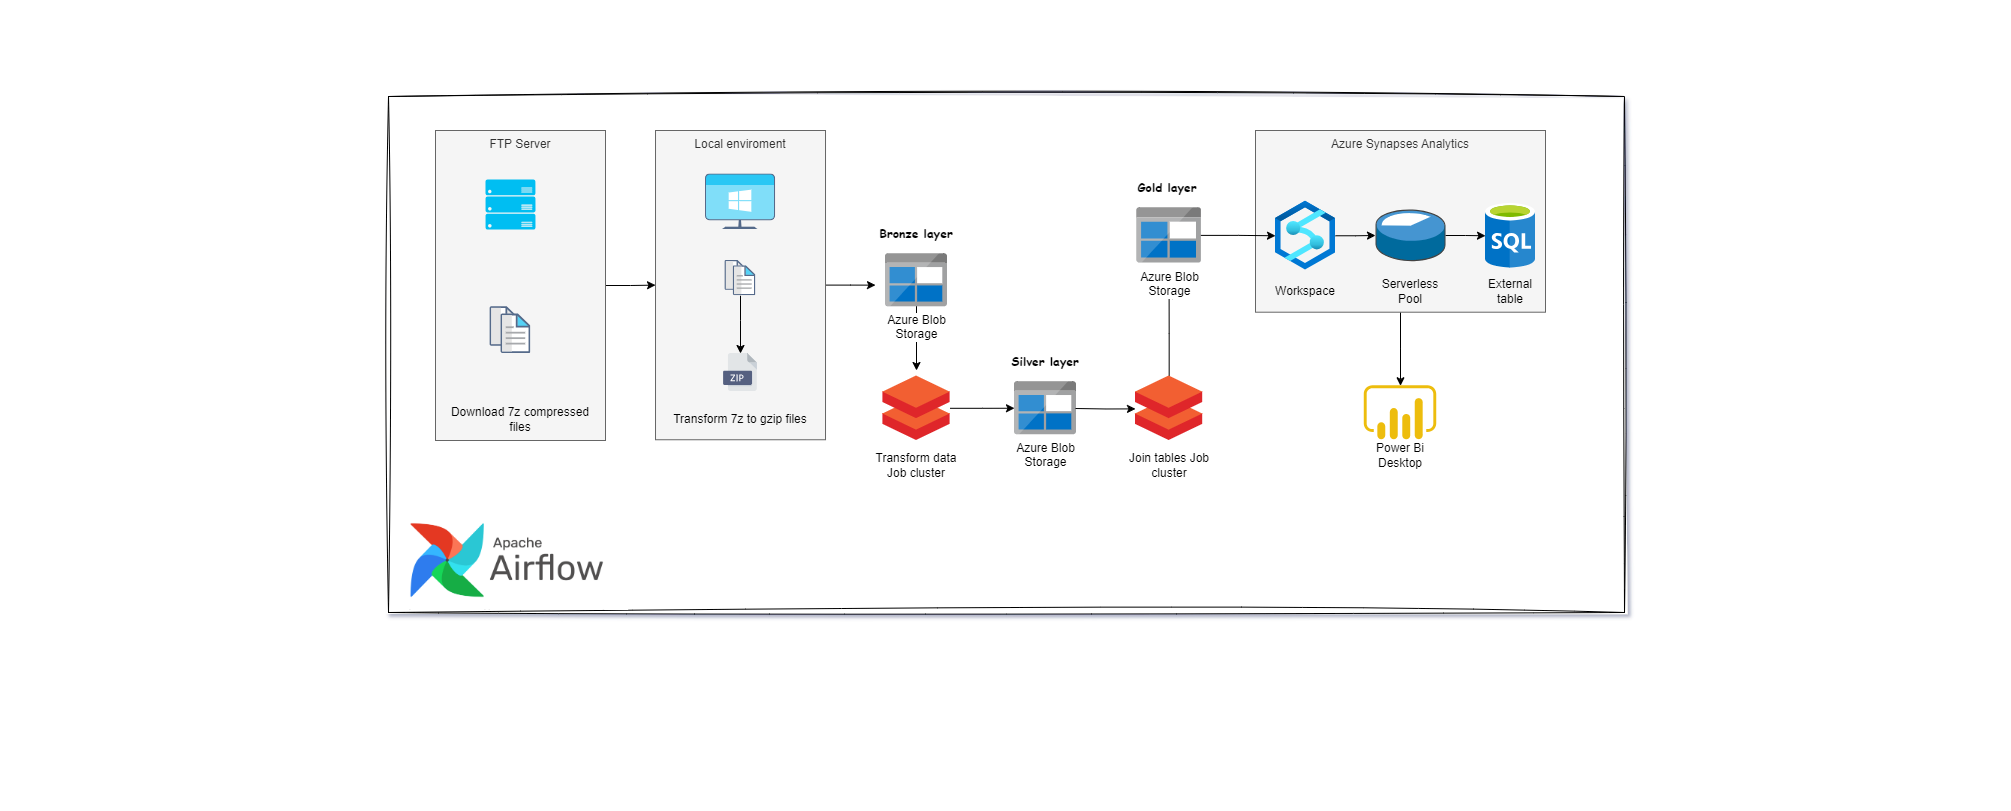 FTP Server
Download 7z compressed
files
Local enviroment
ZIP
Transform 7z to gzip files
Bronze layer
Azure Blob
Storage
Transform data
Job cluster
Silver layer
Azure Blob
Storage
Gold layer
Azure Blob
Storage
Join tables Job
cluster
Azure Synapses Analytics
Workspace
Serverless
Pool
SQL
External
table
Power Bi
Desktop
Apache
Airflow